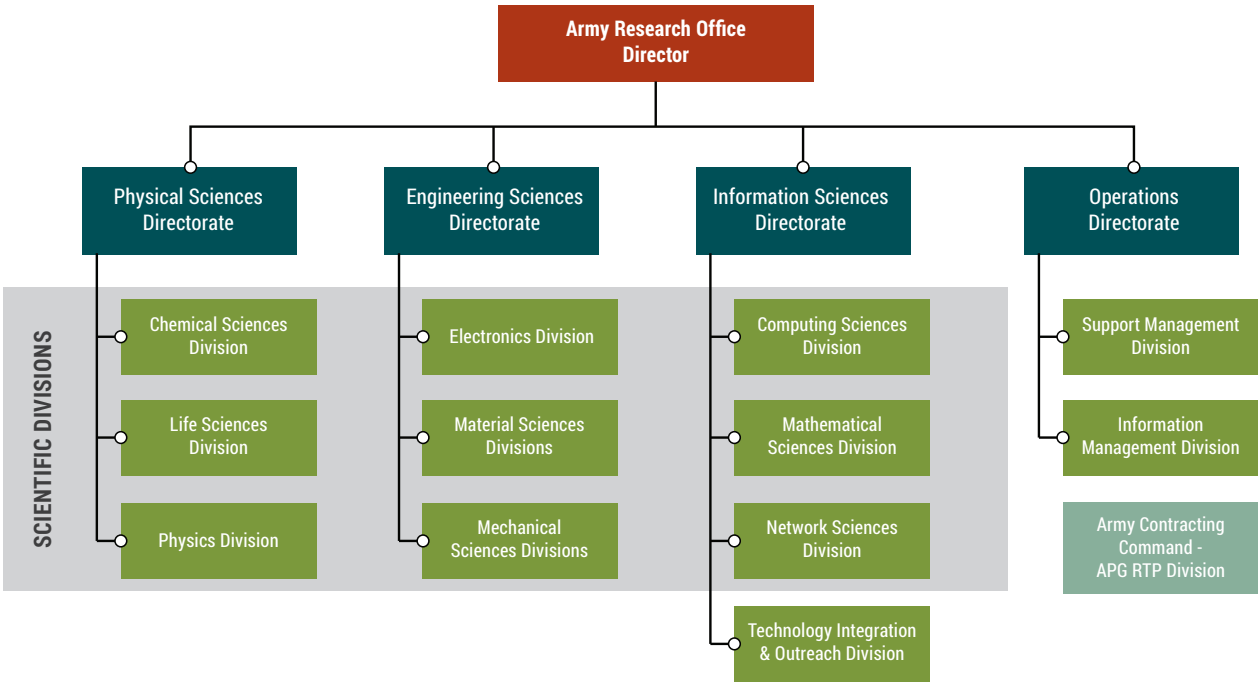 Army Research Office
Director
Physical Sciences
Directorate
Engineering Sciences
Directorate
Information Sciences
Directorate
Operations
Directorate
SCIENTIFIC DIVISIONS
Chemical Sciences
Division
Life Sciences
Division
Physics Division
Electronics Division
Material Sciences
Divisions
Mechanical
Sciences Divisions
Computing Sciences
Division
Mathematical
Sciences Division
Network Sciences
Division
Technology Integration
& Outreach Division
Support Management
Division
Information
Management Division
Army Contracting
Command -
APG RTP Division